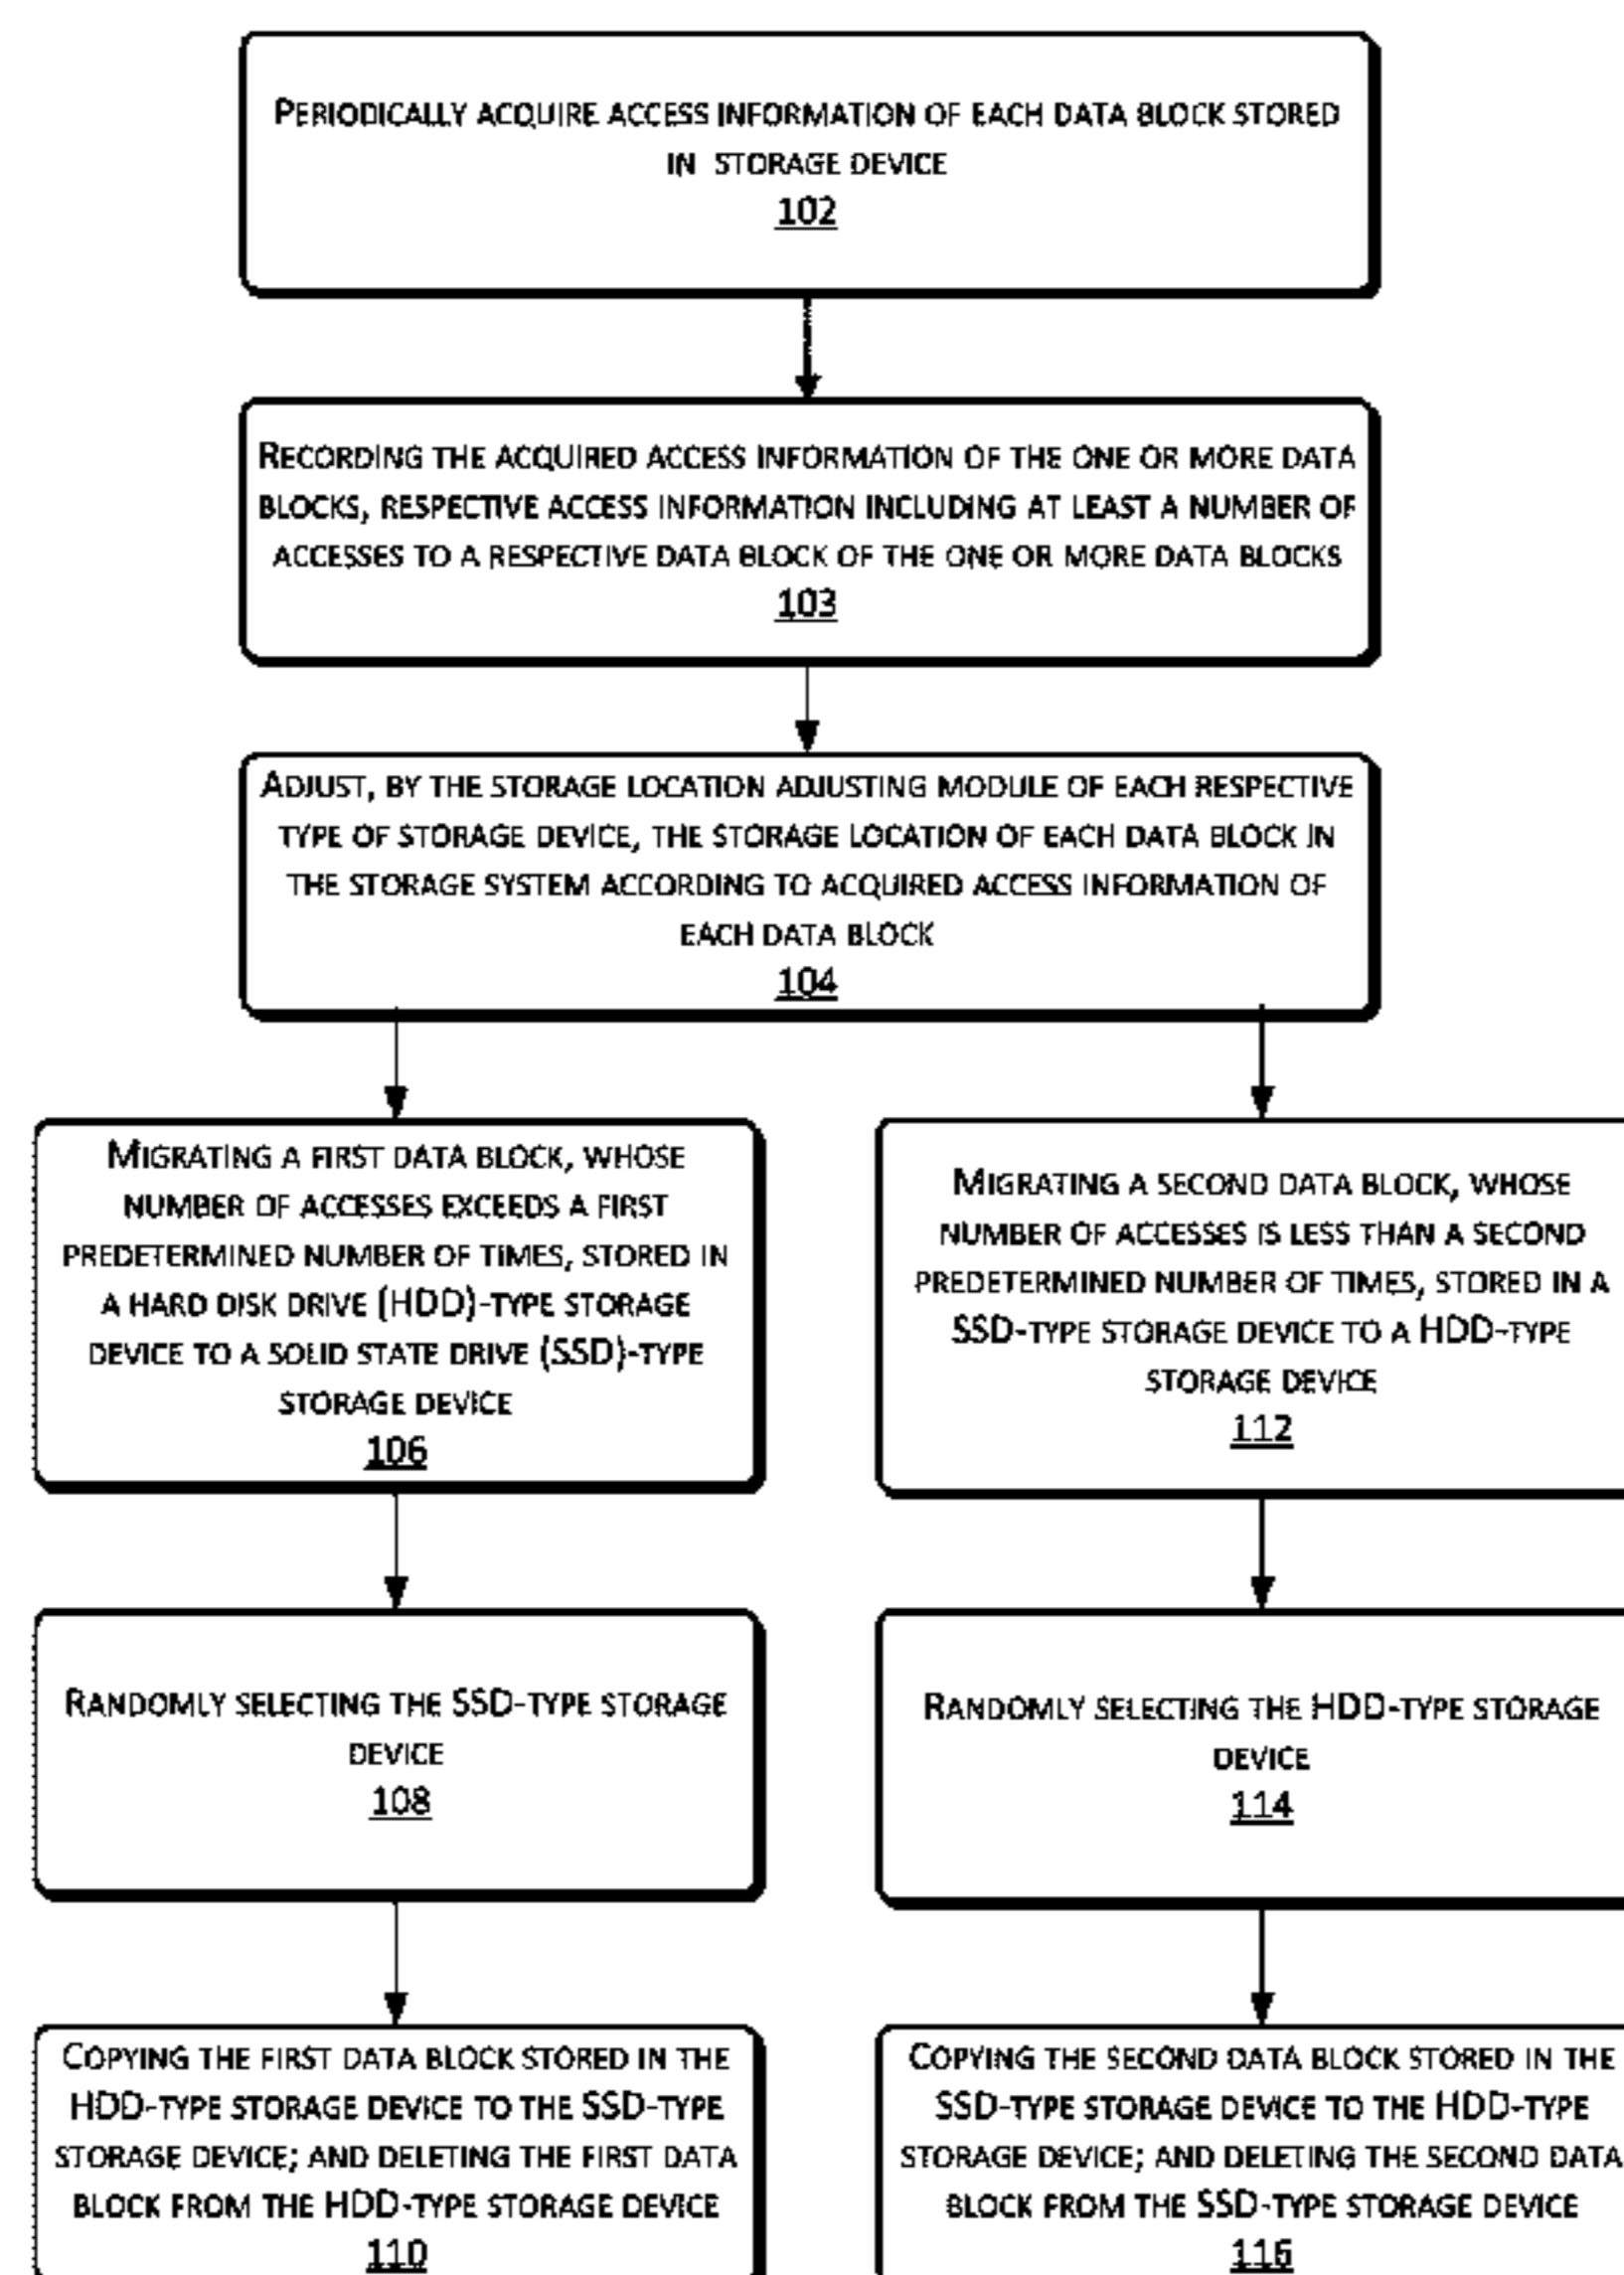 PERIODICALLY ACQUIRE ACCESS INFORMATION OF EACH DATA BLOCK STORED
IN STORAGE DEVICE
102
RECORDING THE ACQUIRED ACCESS INFORMATION OF THE ONE OR MORE DATA
BLOCKS, RESPECTIVE ACCESS INFORMATION INCLUDING AT LEAST A NUMBER OF
ACCESSES TO A RESPECTIVE DATA BLOCK OF THE ONE OR MORE DATA BLOCKS
103
ADJUST, BY THE STORAGE LOCATION ADJUSTING MODULE OF EACH RESPECTIVE
TYPE OF STORAGE DEVICE, THE STORAGE LOCATION OF EACH DATA BLOCK IN
THE STORAGE SYSTEM ACCORDING TO ACQUIRED ACCESS INFORMATION OF
EACH DATA BLOCK
104
MIGRATING A FIRST DATA BLOCK, WHOSE
NUMBER OF ACCESSES EXCEEDS A FIRST
PREDETERMINED NUMBER OF TIMES, STORED IN
A HARD DISK DRIVE (HDD)-TYPE STORAGE
DEVICE TO A SOLID STATE DRIVE (SSD)-TYPE
STORAGE DEVICE
106
MIGRATING A SECOND DATA BLOCK, WHOSE
NUMBER OF ACCESSES IS LESS THAN A SECOND
PREDETERMINED NUMBER OF TIMES, STORED IN A
SSD-TYPE STORAGE DEVICE TO A HDD-TYPE
STORAGE DEVICE
112
RANDOMLY SELECTING THE SSD-TYPE STORAGE
DEVICE
108
RANDOMLY SELECTING THE HDD-TYPE STORAGE
DEVICE
114
COPYING THE FIRST DATA BLOCK STORED IN THE
HDD-TYPE STORAGE DEVICE TO THE SSD-TYPE
STORAGE DEVICE; AND DELETING THE FIRST DATA
BLOCK FROM THE HDD-TYPE STORAGE DEVICE
110
COPYING THE SECOND DATA BLOCK STORED IN THE
SSD-TYPE STORAGE DEVICE TO THE HDD-TYPE
STORAGE DEVICE; AND DELETING THE SECOND DATA
BLOCK FROM THE SSD-TYPE STORAGE DEVICE
116